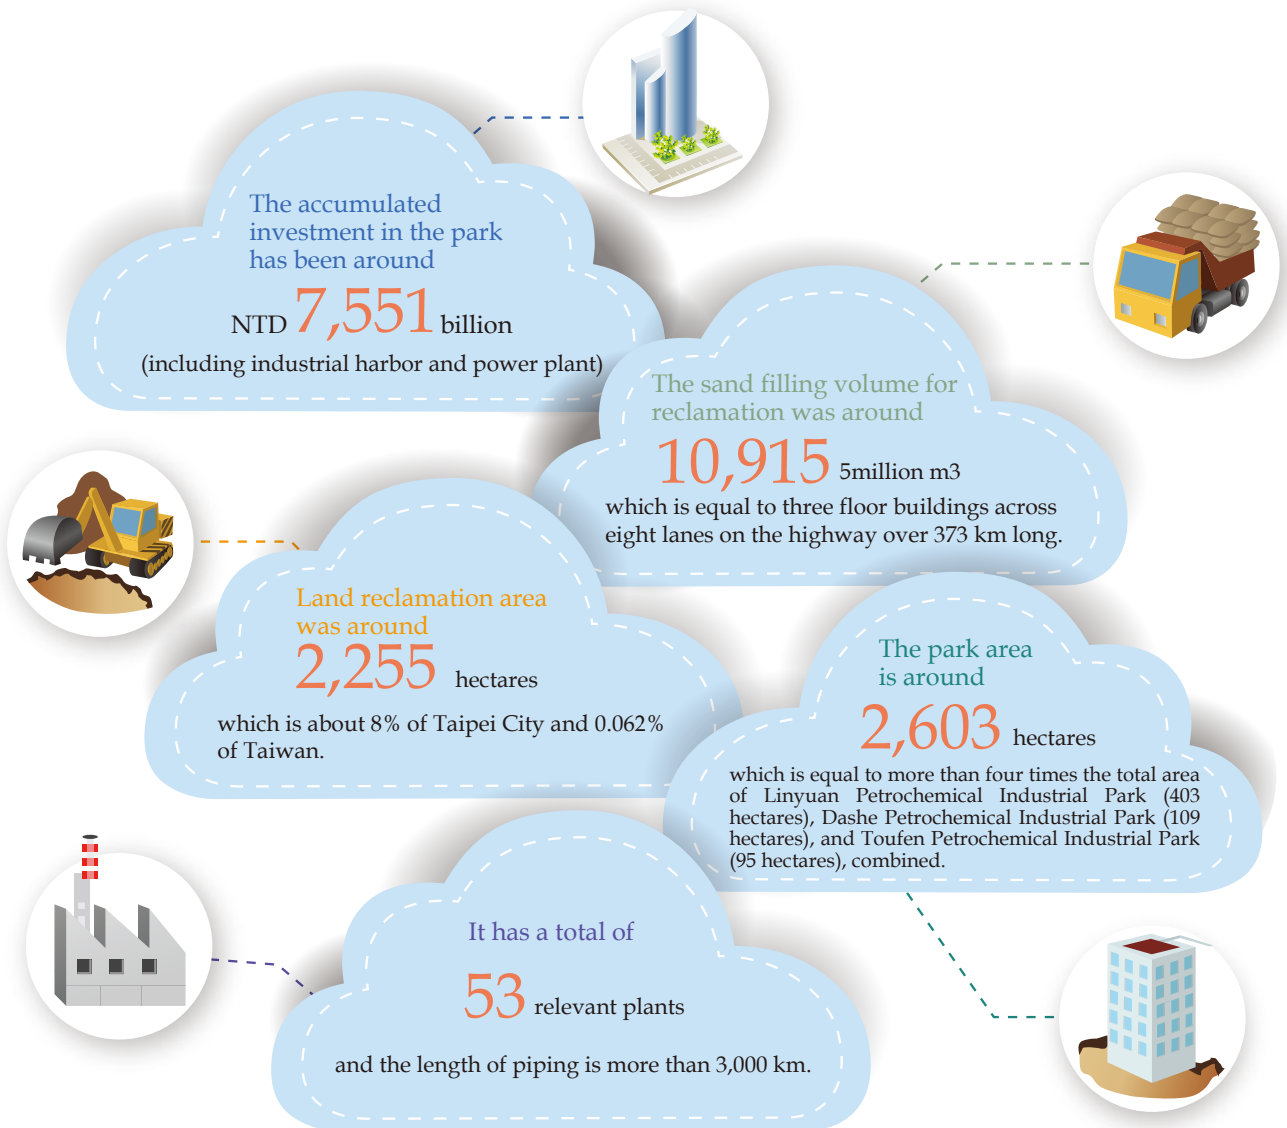 The accumulated
investment in the park
has been around
NTD 7,551 billion
(including industrial harbor and power plant)
The sand filling volume for
reclamation was around
10,915 5million m3
which is equal to three floor buildings across
eight lanes on the highway over 373 km long.
Land reclamation area
was around
2,255 hectares
which is about 8% of Taipei City and 0.062%
of Taiwan.
The park area
is around
2,603 hectares
which is equal to more than four times the total area
of Linyuan Petrochemical Industrial Park (403
hectares), Dashe Petrochemical Industrial Park (109
hectares), and Toufen Petrochemical Industrial Park
(95 hectares), combined.
It has a total of
53 relevant plants
and the length of piping is more than 3,000 km.